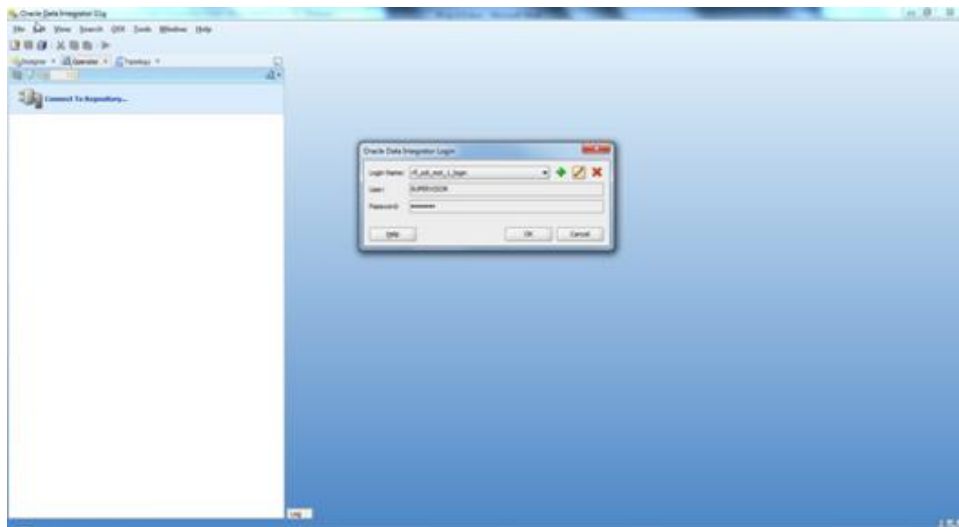 Oracle Data Integrator 11g
File Edit View Search ODI Tools Window Help
Designer Operator Topology
Connect To Repository...
Oracle Data Integrator Login
Login Name:
User: SUPERVISOR
Password: ••••••••
Help OK Cancel
Log